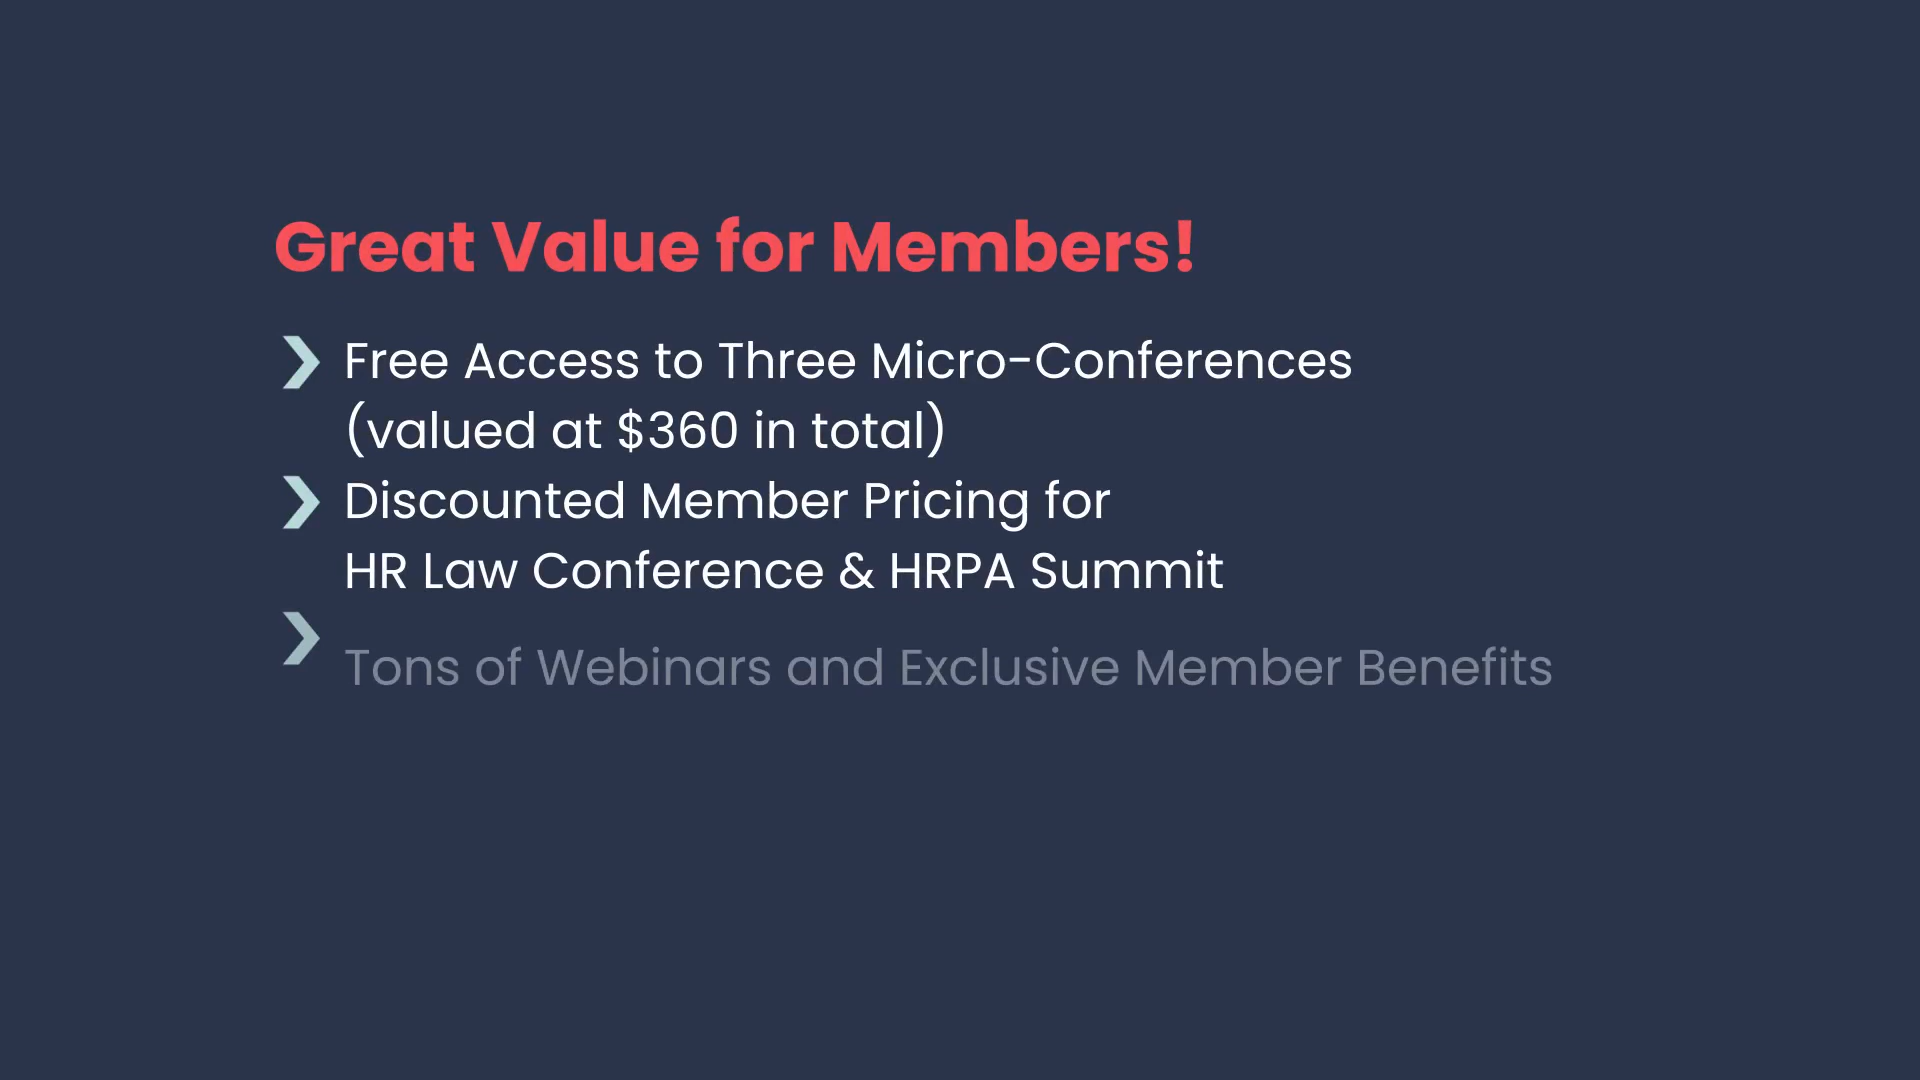 Great Value for Members!
Free Access to Three Micro-Conferences
(valued at $360 in total)
Discounted Member Pricing for
HR Law Conference & HRPA Summit
Tons of Webinars and Exclusive Member Benefits